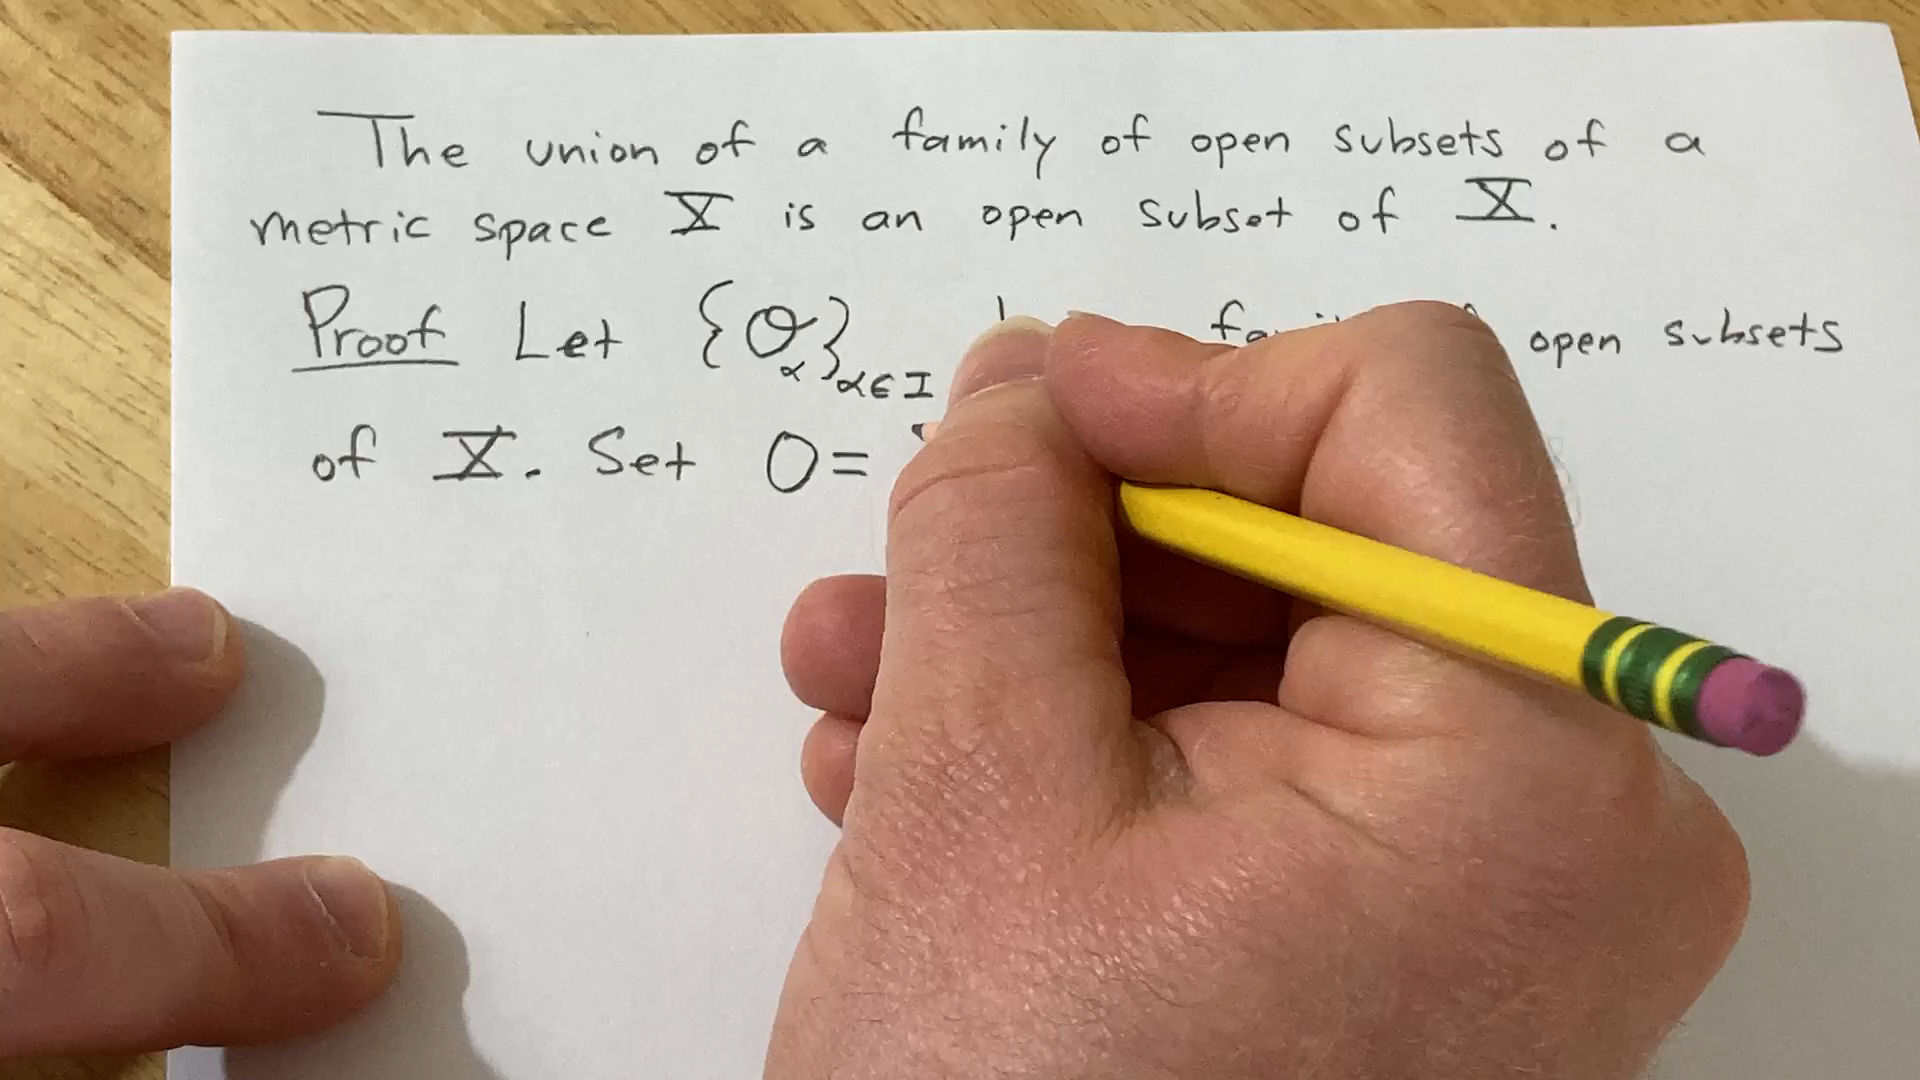 The union of a family of open subsets of a
metric space X is an open subset of X.
Proof Let {O_α}_α∈I open subsets
of X. Set O =